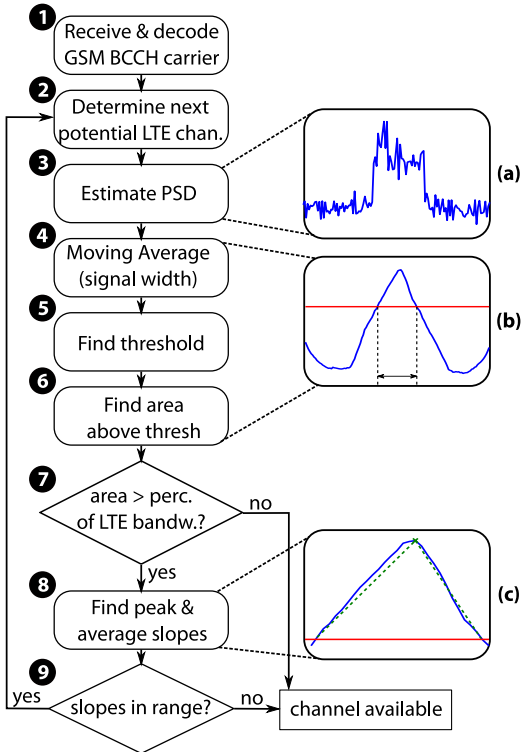 1
Receive & decode
GSM BCCH carrier
2
Determine next
potential LTE chan.
3
Estimate PSD
(a)
4
Moving Average
(signal width)
5
Find threshold
(b)
6
Find area
above thresh
7
area > perc.
of LTE bandw.?
no
yes
8
Find peak &
average slopes
(c)
9
yes
slopes in range?
no
channel available